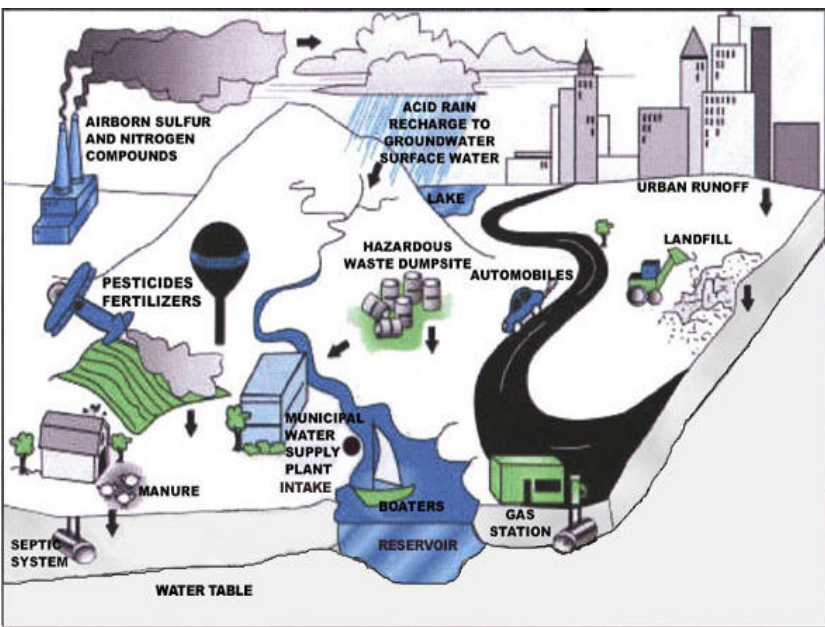 AIRBORN SULFUR
AND NITROGEN
COMPOUNDS
ACID RAIN
RECHARGE TO
GROUNDWATER
SURFACE WATER
URBAN RUNOFF
LAKE
LANDFILL
HAZARDOUS
WASTE DUMPSITE
AUTOMOBILES
PESTICIDES
FERTILIZERS
MUNICIPAL
WATER
SUPPLY
PLANT
INTAKE
MANURE
BOATERS
GAS
STATION
RESERVOIR
SEPTIC
SYSTEM
WATER TABLE